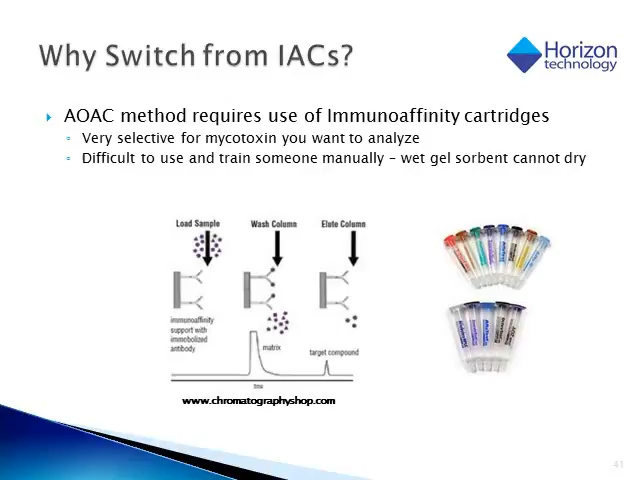 Why Switch from IACs?
Horizon
technology
AOAC method requires use of Immunoaffinity cartridges
Very selective for mycotoxin you want to analyze
Difficult to use and train someone manually – wet gel sorbent cannot dry
Load Sample
Wash Column
Elute Column
immunoaffinity
support with
immobolized
antibody
matrix
target compound
time
www.chromatographyshop.com
41